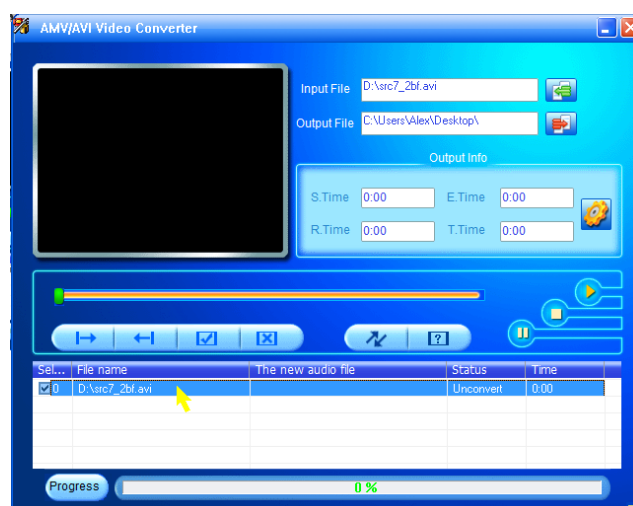 AMV/AVI Video Converter
Input File D:\src7_2bf.avi
Output File C:\Users\Alex\Desktop\
Output Info
S.Time 0:00 E.Time 0:00
R.Time 0:00 T.Time 0:00
Sel... File name The new audio file Status Time
0 D:\src7_2bf.avi Unconvert 0:00
Progress 0 %